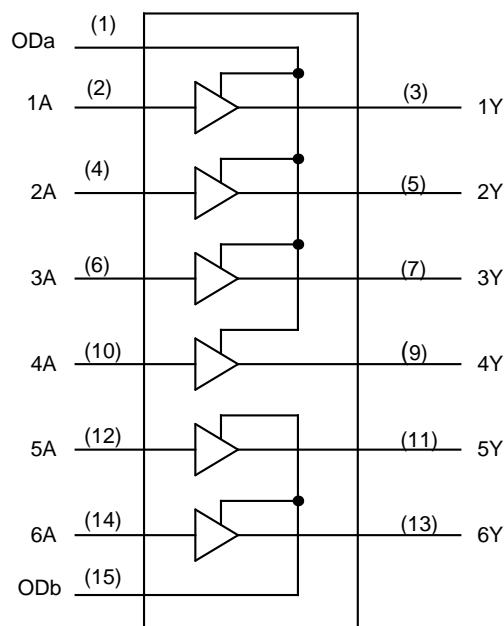 ODa (1)
1A (2) (3) 1Y
2A (4) (5) 2Y
3A (6) (7) 3Y
4A (10) (9) 4Y
5A (12) (11) 5Y
6A (14) (13) 6Y
ODb (15)